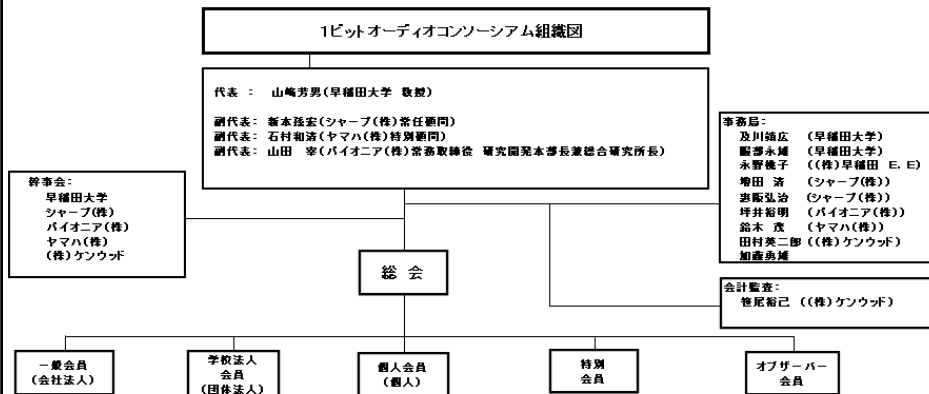 1ビットオーディオコンソーシアム組織図
代表 : 山崎芳男(早稲田大学 教授)
副代表: 新本孫宏(シャープ(株)常任顧問)
副代表: 石村和清(ヤマハ(株)特別顧問)
副代表: 山田 宰(パイオニア(株)常務取締役 研究開発本部長兼総合研究所長)
事務局:
及川靖広 (早稲田大学)
服部永雄 (早稲田大学)
永野桃子 ((株)早稲田 E.E)
増田 済 (シャープ(株))
惠阪弘治 (シャープ(株))
坪井裕明 (パイオニア(株))
鈴木 茂 (ヤマハ(株))
田村英二郎 ((株)ケンウッド)
加藤勇雄
幹事会:
早稲田大学
シャープ(株)
パイオニア(株)
ヤマハ(株)
(株)ケンウッド
総 会
会計監査:
笹尾裕己 ((株)ケンウッド)
一般会員
(会社法人)
学校法人
会員
(団体法人)
個人会員
(個人)
特別
会員
オブザーバー
会員